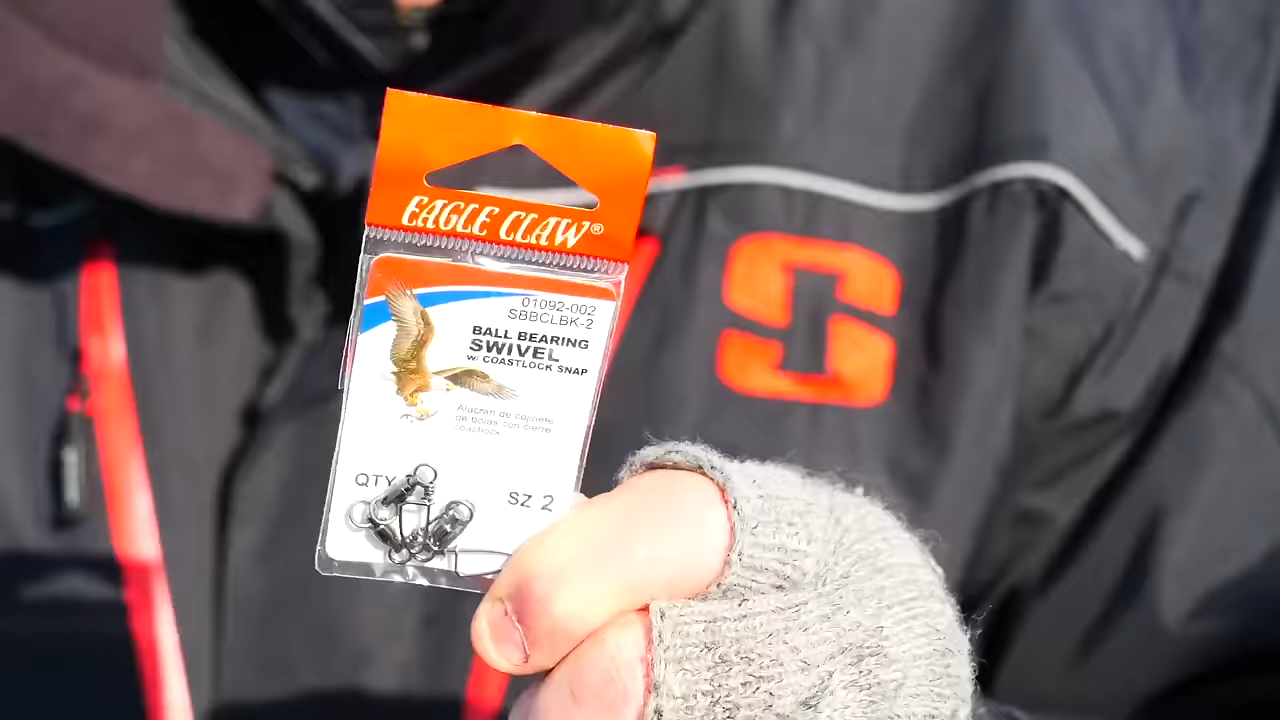 EAGLE CLAW®
01092-002
SBBCLBK-2
BALL BEARING
SWIVEL
W/ COASTLOCK SNAP
Alacran de cojinete
de bolas con cierre
coastlock.
QTY
SZ 2
S